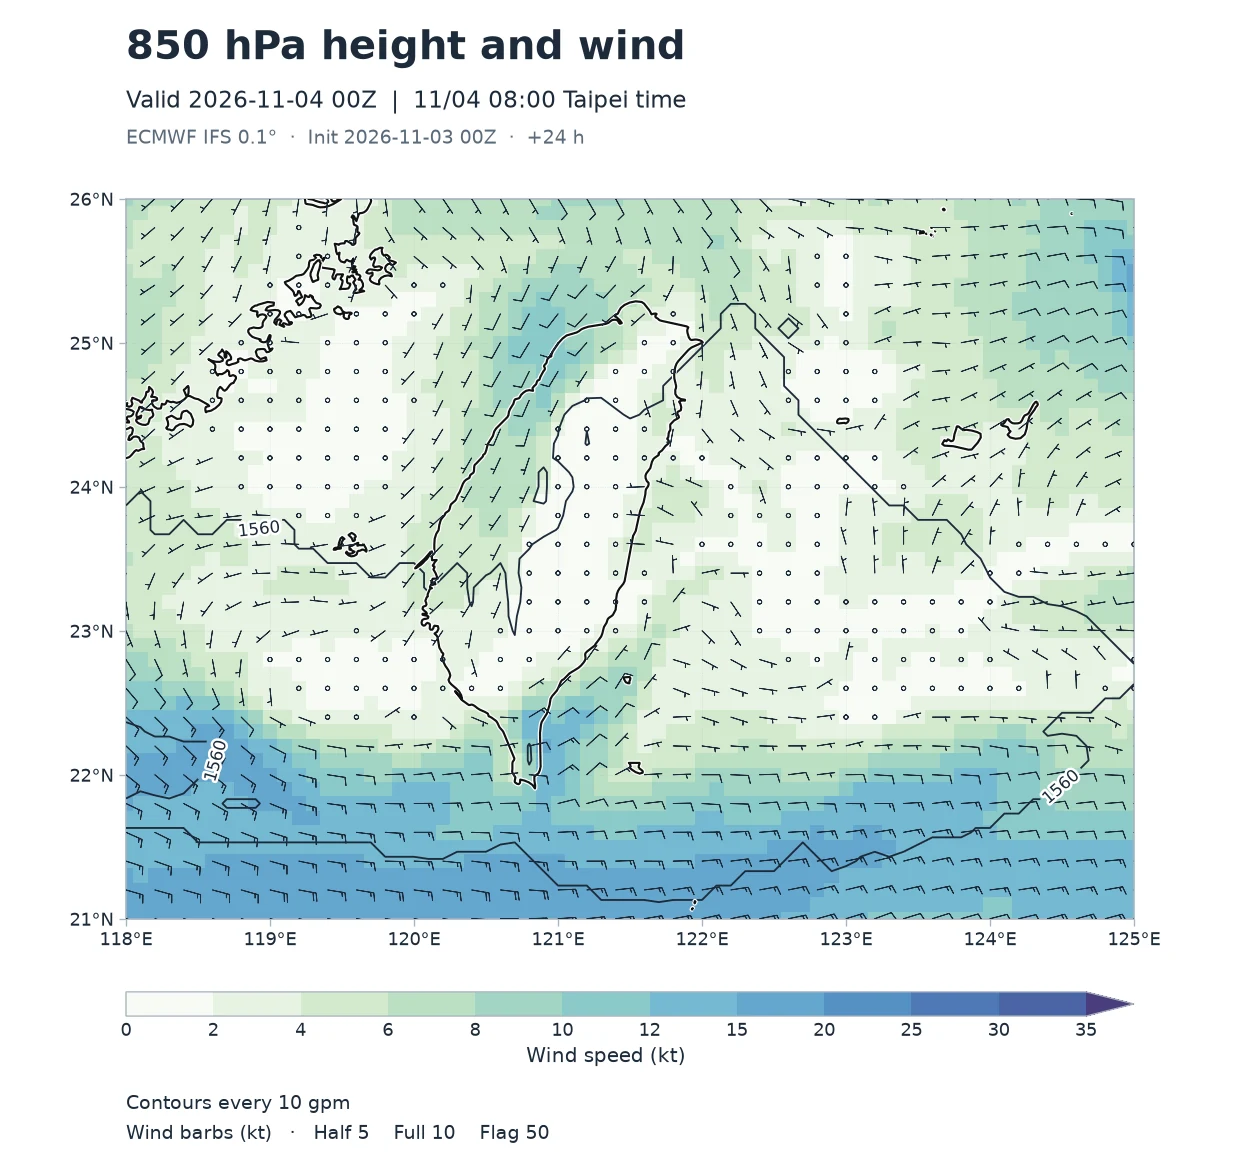 850 hPa height and wind
Valid 2026-11-04 00Z | 11/04 08:00 Taipei time
ECMWF IFS 0.1° · Init 2026-11-03 00Z · +24 h
26°N
25°N
24°N
23°N
22°N
21°N
1560
1560
1560
118°E 119°E 120°E 121°E 122°E 123°E 124°E 125°E
0 2 4 6 8 10 12 15 20 25 30 35
Wind speed (kt)
Contours every 10 gpm
Wind barbs (kt) · Half 5 Full 10 Flag 50